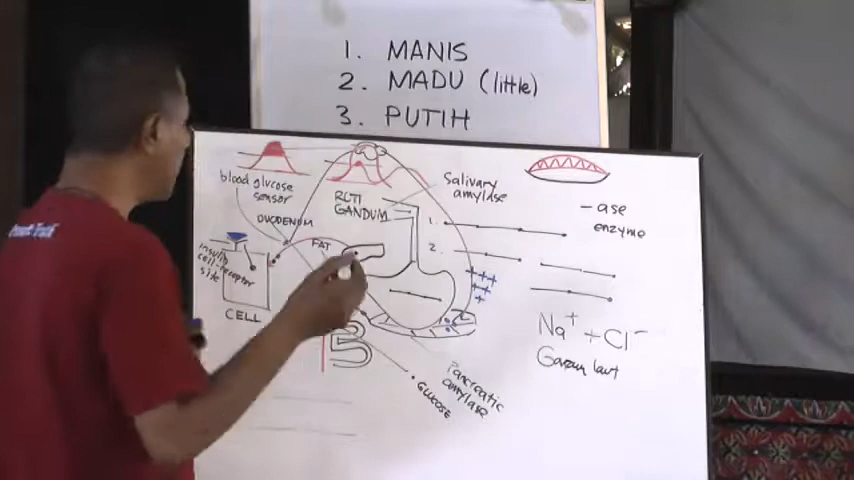 1. MANIS
2. MADU (little)
3. PUTIH
blood glucose
sensor
DUODENUM
FAT
insulin
cell-receptor
site
CELL
ROTI
GANDUM
Salivary
amylase
1.
2.
-ase
enzyme
Na+ + Cl-
Garam laut
Pancreatic
amylase
GLUCOSE